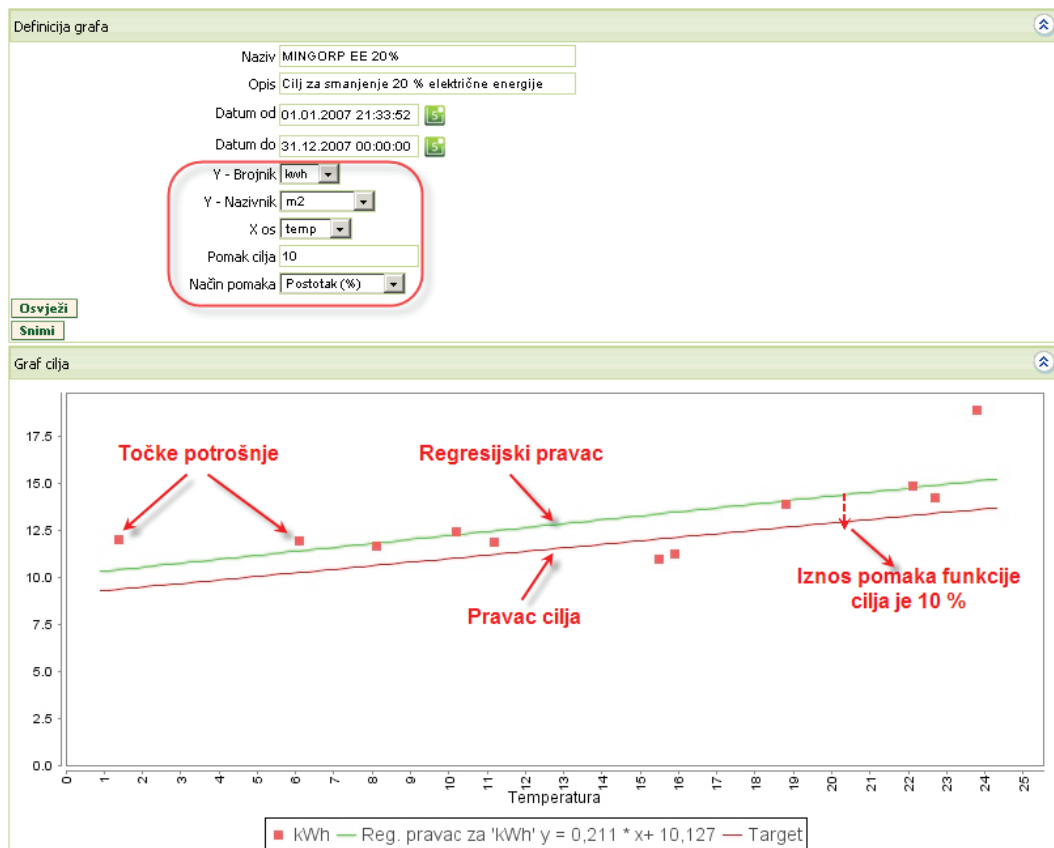 Definicija grafa
Naziv MINGORP EE 20%
Opis Cilj za smanjenje 20 % električne energije
Datum od 01.01.2007 21:33:52
Datum do 31.12.2007 00:00:00
Y - Brojnik kwh
Y - Nazivnik m2
X os temp
Pomak cilja 10
Način pomaka Postotak (%)
Osvježi
Snimi
Graf cilja
17.5
15.0
12.5
10.0
7.5
5.0
2.5
0.0
Točke potrošnje
Regresijski pravac
Pravac cilja
Iznos pomaka funkcije
cilja je 10 %
0 1 2 3 4 5 6 7 8 9 10 11 12 13 14 15 16 17 18 19 20 21 22 23 24 25
Temperatura
kWh Reg. pravac za 'kWh' y = 0,211 * x+ 10,127 Target